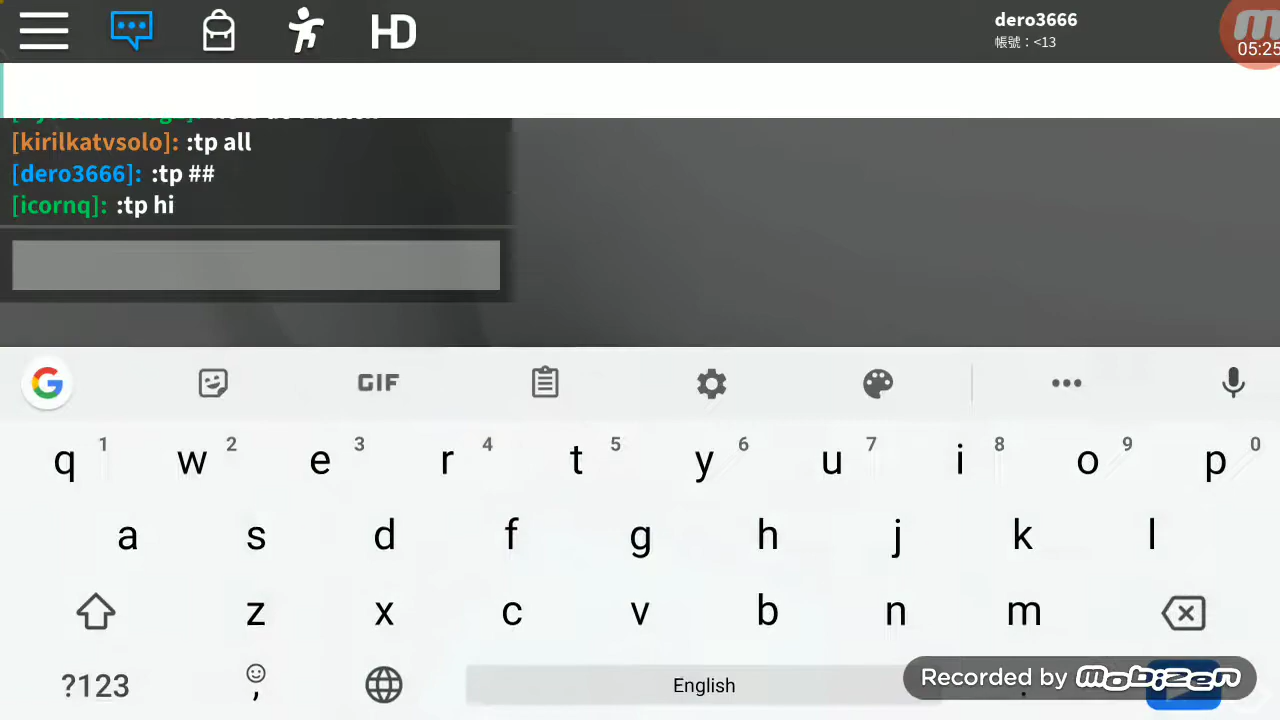 HD
dero3666
帳號：<13
05:25
[kirilkatvsolo]: :tp all
[dero3666]: :tp ##
[icornq]: :tp hi
GIF
q 1 w 2 e 3 r 4 t 5 y 6 u 7 i 8 o 9 p 0
a s d f g h j k l
z x c v b n m
?123 , English .
Recorded by mobizen